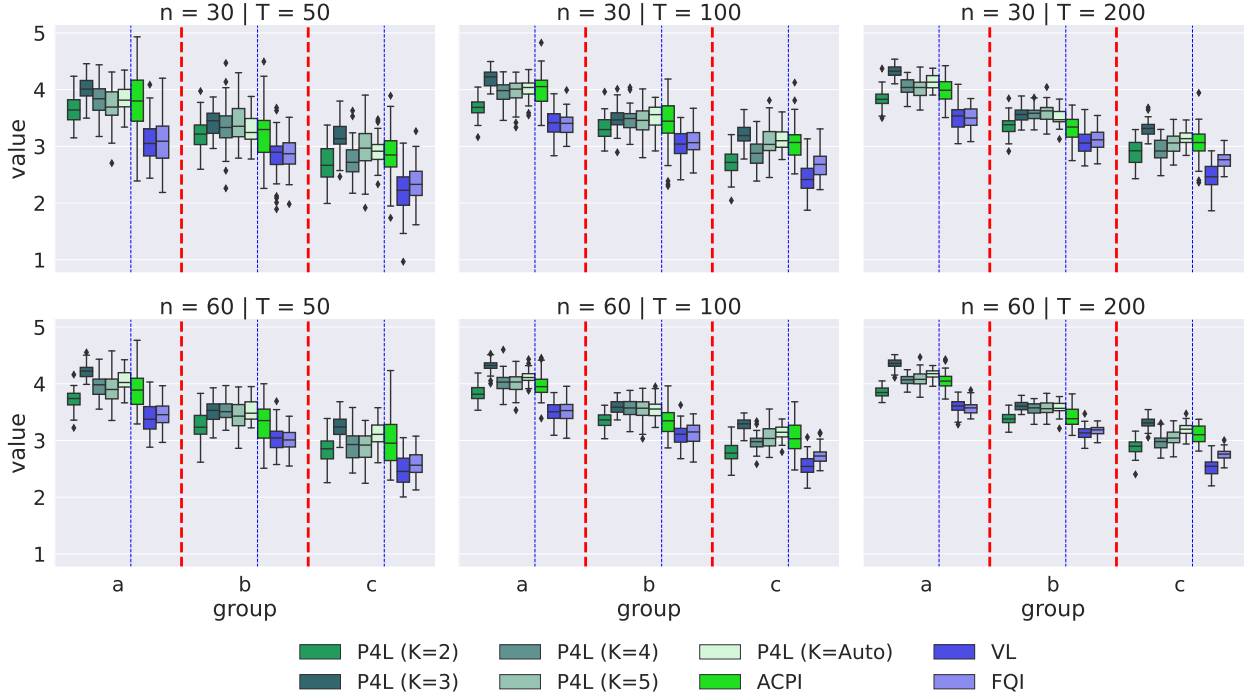 n = 30 | T = 50
n = 30 | T = 100
n = 30 | T = 200
5
4
3
2
1
value
n = 60 | T = 50
n = 60 | T = 100
n = 60 | T = 200
5
4
3
2
1
value
a b c
a b c
a b c
group
group
group
P4L (K=2) P4L (K=4) P4L (K=Auto) VL
P4L (K=3) P4L (K=5) ACPI FQI